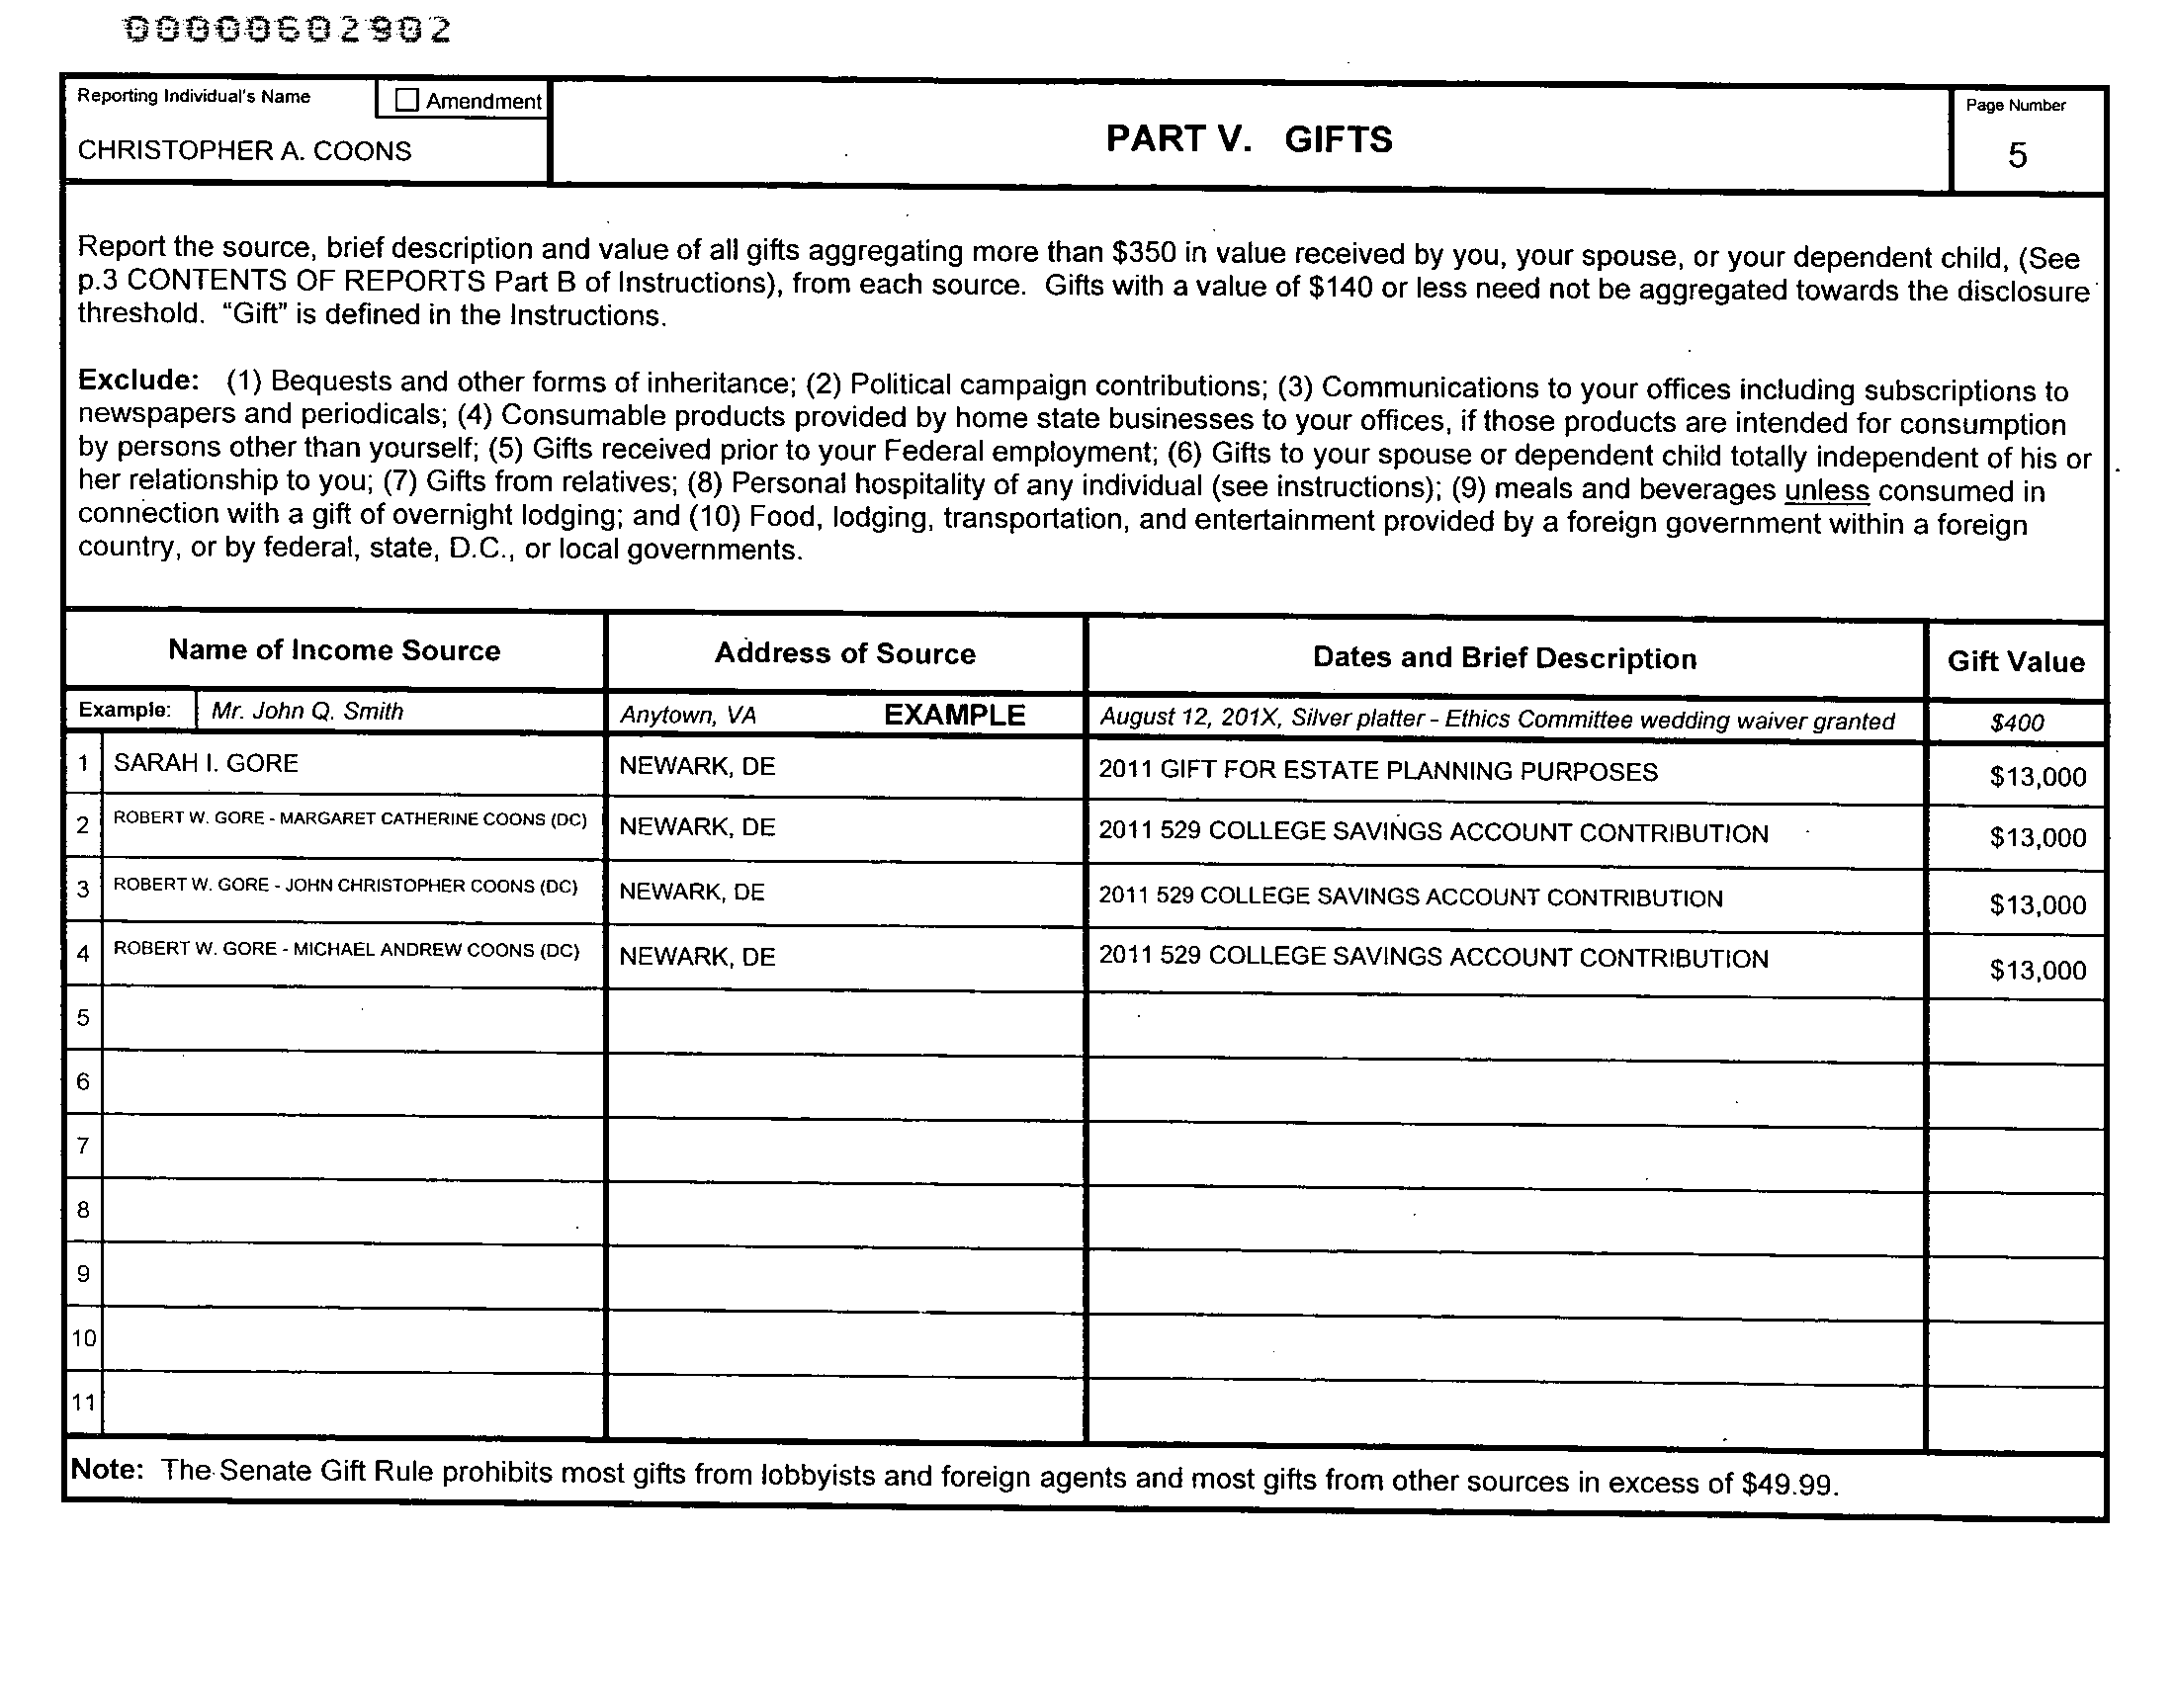 00000602902
Reporting Individual's Name
☐ Amendment
CHRISTOPHER A. COONS
PART V. GIFTS
Page Number
5
Report the source, brief description and value of all gifts aggregating more than $350 in value received by you, your spouse, or your dependent child, (See
p.3 CONTENTS OF REPORTS Part B of Instructions), from each source. Gifts with a value of $140 or less need not be aggregated towards the disclosure
threshold. “Gift” is defined in the Instructions.
Exclude: (1) Bequests and other forms of inheritance; (2) Political campaign contributions; (3) Communications to your offices including subscriptions to
newspapers and periodicals; (4) Consumable products provided by home state businesses to your offices, if those products are intended for consumption
by persons other than yourself; (5) Gifts received prior to your Federal employment; (6) Gifts to your spouse or dependent child totally independent of his or
her relationship to you; (7) Gifts from relatives; (8) Personal hospitality of any individual (see instructions); (9) meals and beverages unless consumed in
connection with a gift of overnight lodging; and (10) Food, lodging, transportation, and entertainment provided by a foreign government within a foreign
country, or by federal, state, D.C., or local governments.
Name of Income Source Address of Source Dates and Brief Description Gift Value
Example: Mr. John Q. Smith Anytown, VA EXAMPLE August 12, 201X, Silver platter - Ethics Committee wedding waiver granted $400
1 SARAH I. GORE NEWARK, DE 2011 GIFT FOR ESTATE PLANNING PURPOSES $13,000
2 ROBERT W. GORE - MARGARET CATHERINE COONS (DC) NEWARK, DE 2011 529 COLLEGE SAVINGS ACCOUNT CONTRIBUTION $13,000
3 ROBERT W. GORE - JOHN CHRISTOPHER COONS (DC) NEWARK, DE 2011 529 COLLEGE SAVINGS ACCOUNT CONTRIBUTION $13,000
4 ROBERT W. GORE - MICHAEL ANDREW COONS (DC) NEWARK, DE 2011 529 COLLEGE SAVINGS ACCOUNT CONTRIBUTION $13,000
5
6
7
8
9
10
11
Note: The Senate Gift Rule prohibits most gifts from lobbyists and foreign agents and most gifts from other sources in excess of $49.99.